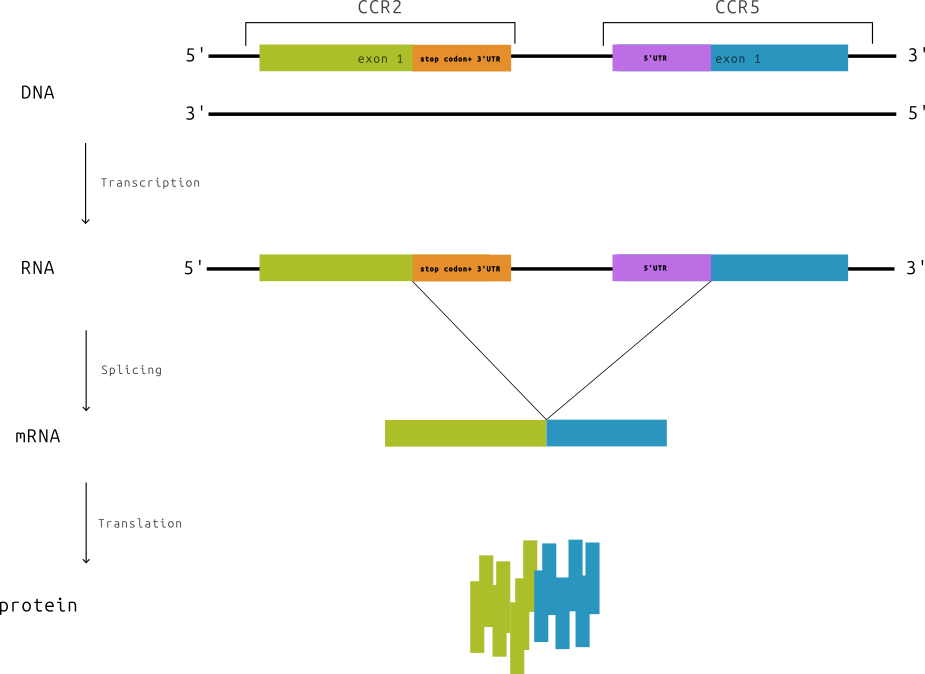 CCR2 CCR5
5' exon 1 stop codon+ 3'UTR 5'UTR exon 1 3'
DNA
3' 5'
Transcription
RNA 5' stop codon+ 3'UTR 5'UTR 3'
Splicing
mRNA
Translation
protein